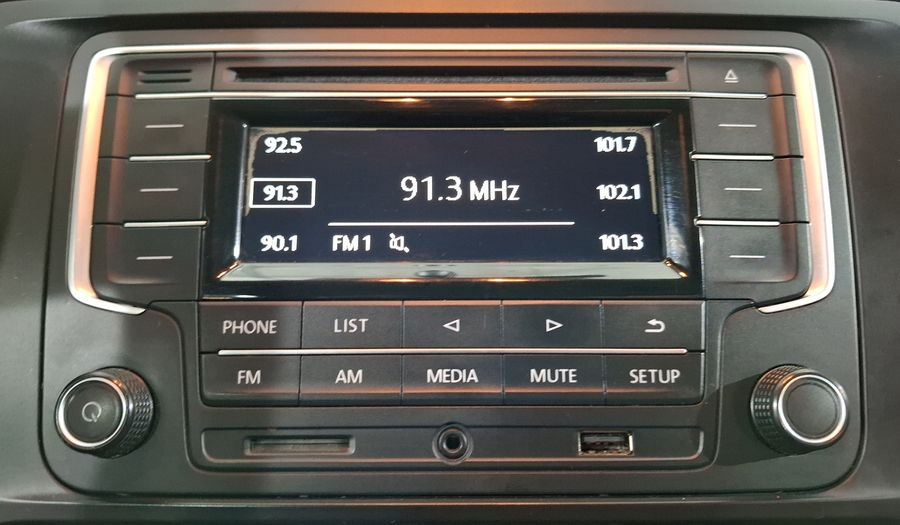 92.5 101.7
91.3 91.3 MHz 102.1
90.1 FM 1 101.3
PHONE LIST
FM AM MEDIA MUTE SETUP